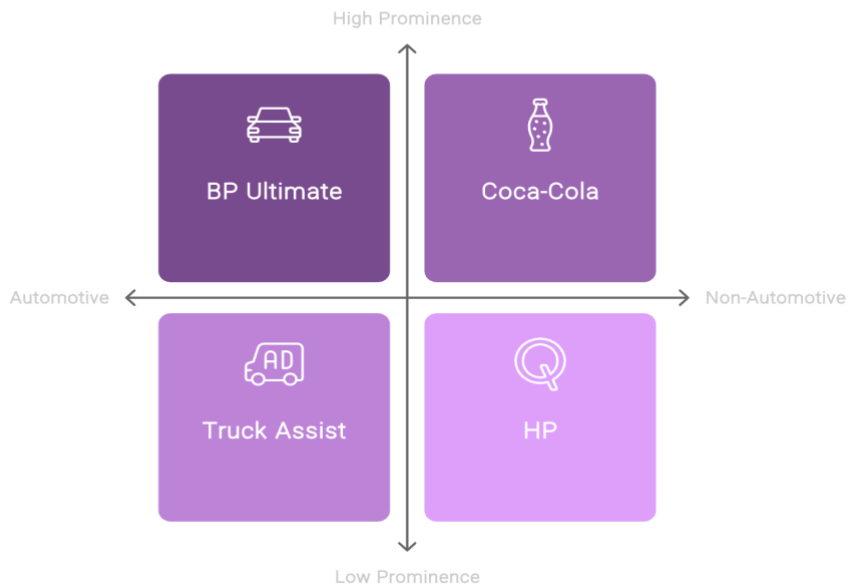 High Prominence
BP Ultimate
Coca-Cola
Automotive
Non-Automotive
AD
Truck Assist
HP
Low Prominence